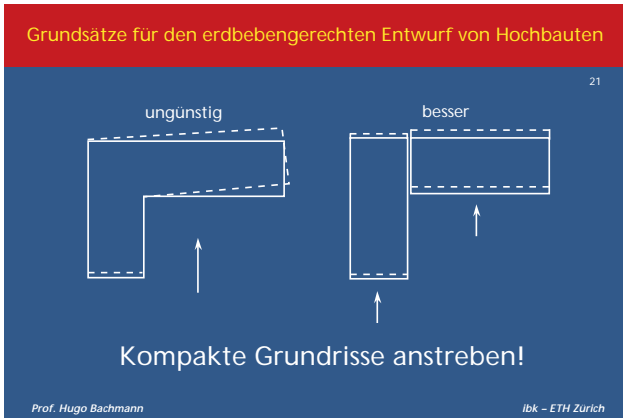 Grundsätze für den erdbebengerechten Entwurf von Hochbauten
21
ungünstig
besser
Kompakte Grundrisse anstreben!
Prof. Hugo Bachmann
ibk – ETH Zürich